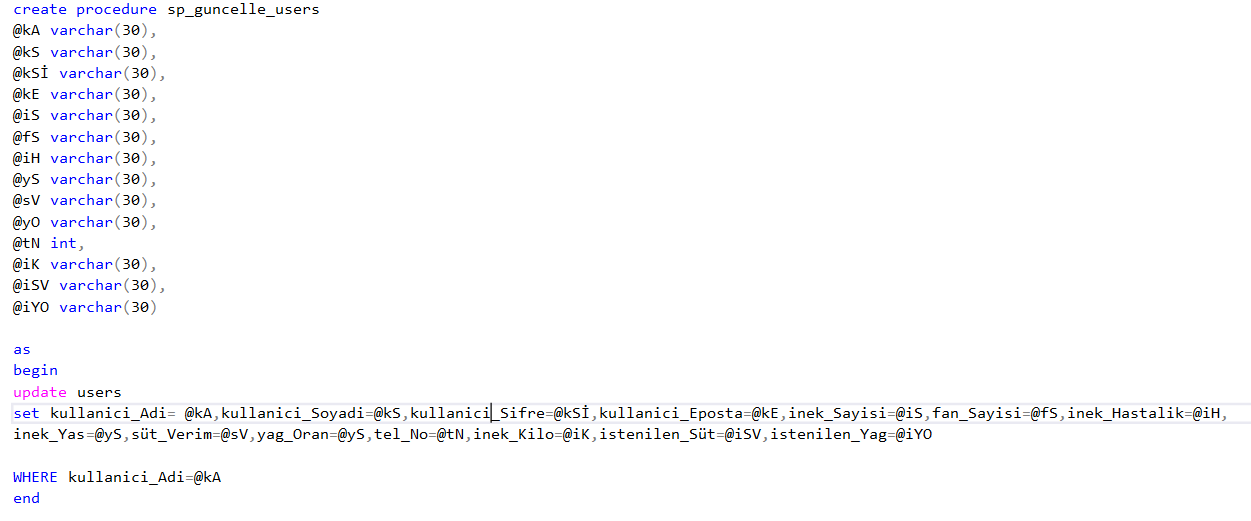 create procedure sp_guncelle_users
@kA varchar(30),
@kS varchar(30),
@kSİ varchar(30),
@kE varchar(30),
@iS varchar(30),
@fS varchar(30),
@iH varchar(30),
@yS varchar(30),
@sV varchar(30),
@yO varchar(30),
@tN int,
@iK varchar(30),
@iSV varchar(30),
@iYO varchar(30)
as
begin
update users
set kullanici_Adi= @kA,kullanici_Soyadi=@kS,kullanici_Sifre=@kSİ,kullanici_Eposta=@kE,inek_Sayisi=@iS,fan_Sayisi=@fS,inek_Hastalik=@iH,
inek_Yas=@yS,süt_Verim=@sV,yag_Oran=@yS,tel_No=@tN,inek_Kilo=@iK,istenilen_Süt=@iSV,istenilen_Yag=@iYO
WHERE kullanici_Adi=@kA
end